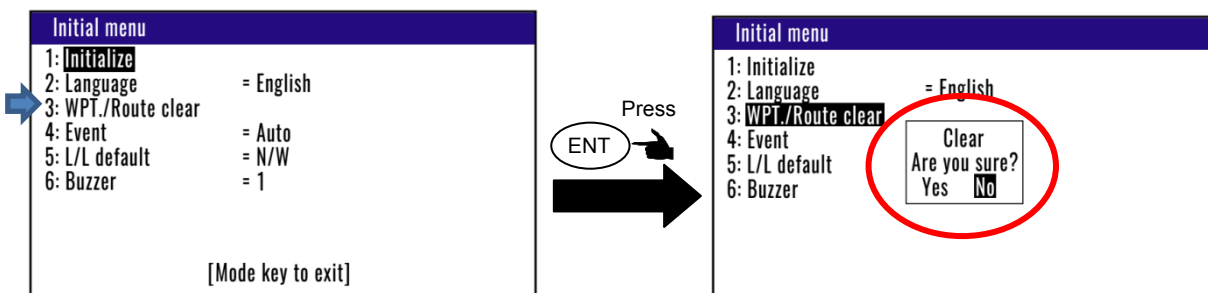 Initial menu
1: Initialize
2: Language = English
3: WPT./Route clear
4: Event = Auto
5: L/L default = N/W
6: Buzzer = 1
[Mode key to exit]
Press
ENT
Initial menu
1: Initialize
2: Language = English
3: WPT./Route clear
4: Event
5: L/L default
6: Buzzer
Clear
Are you sure?
Yes No